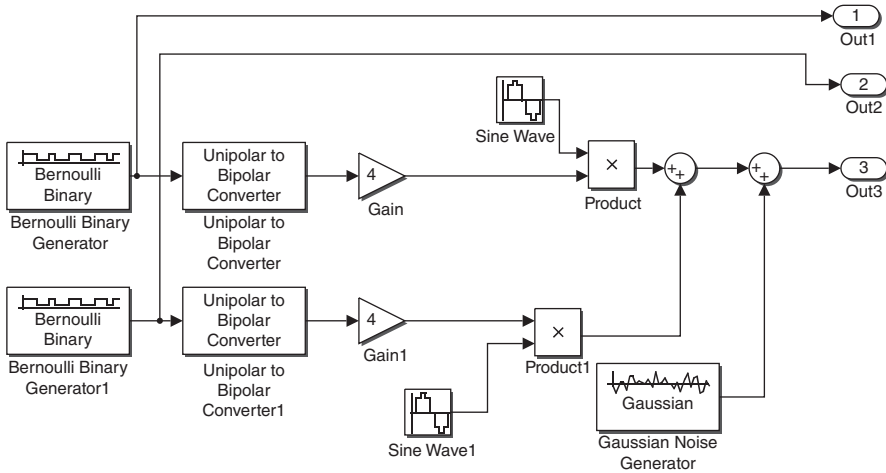 1
Out1
2
Out2
Sine Wave
Bernoulli
Binary
Bernoulli Binary
Generator
Unipolar to
Bipolar
Converter
Unipolar to
Bipolar
Converter
4
Gain
×
Product
+
+
+
+
3
Out3
Bernoulli
Binary
Bernoulli Binary
Generator1
Unipolar to
Bipolar
Converter
Unipolar to
Bipolar
Converter1
4
Gain1
×
Product1
Sine Wave1
Gaussian
Gaussian Noise
Generator